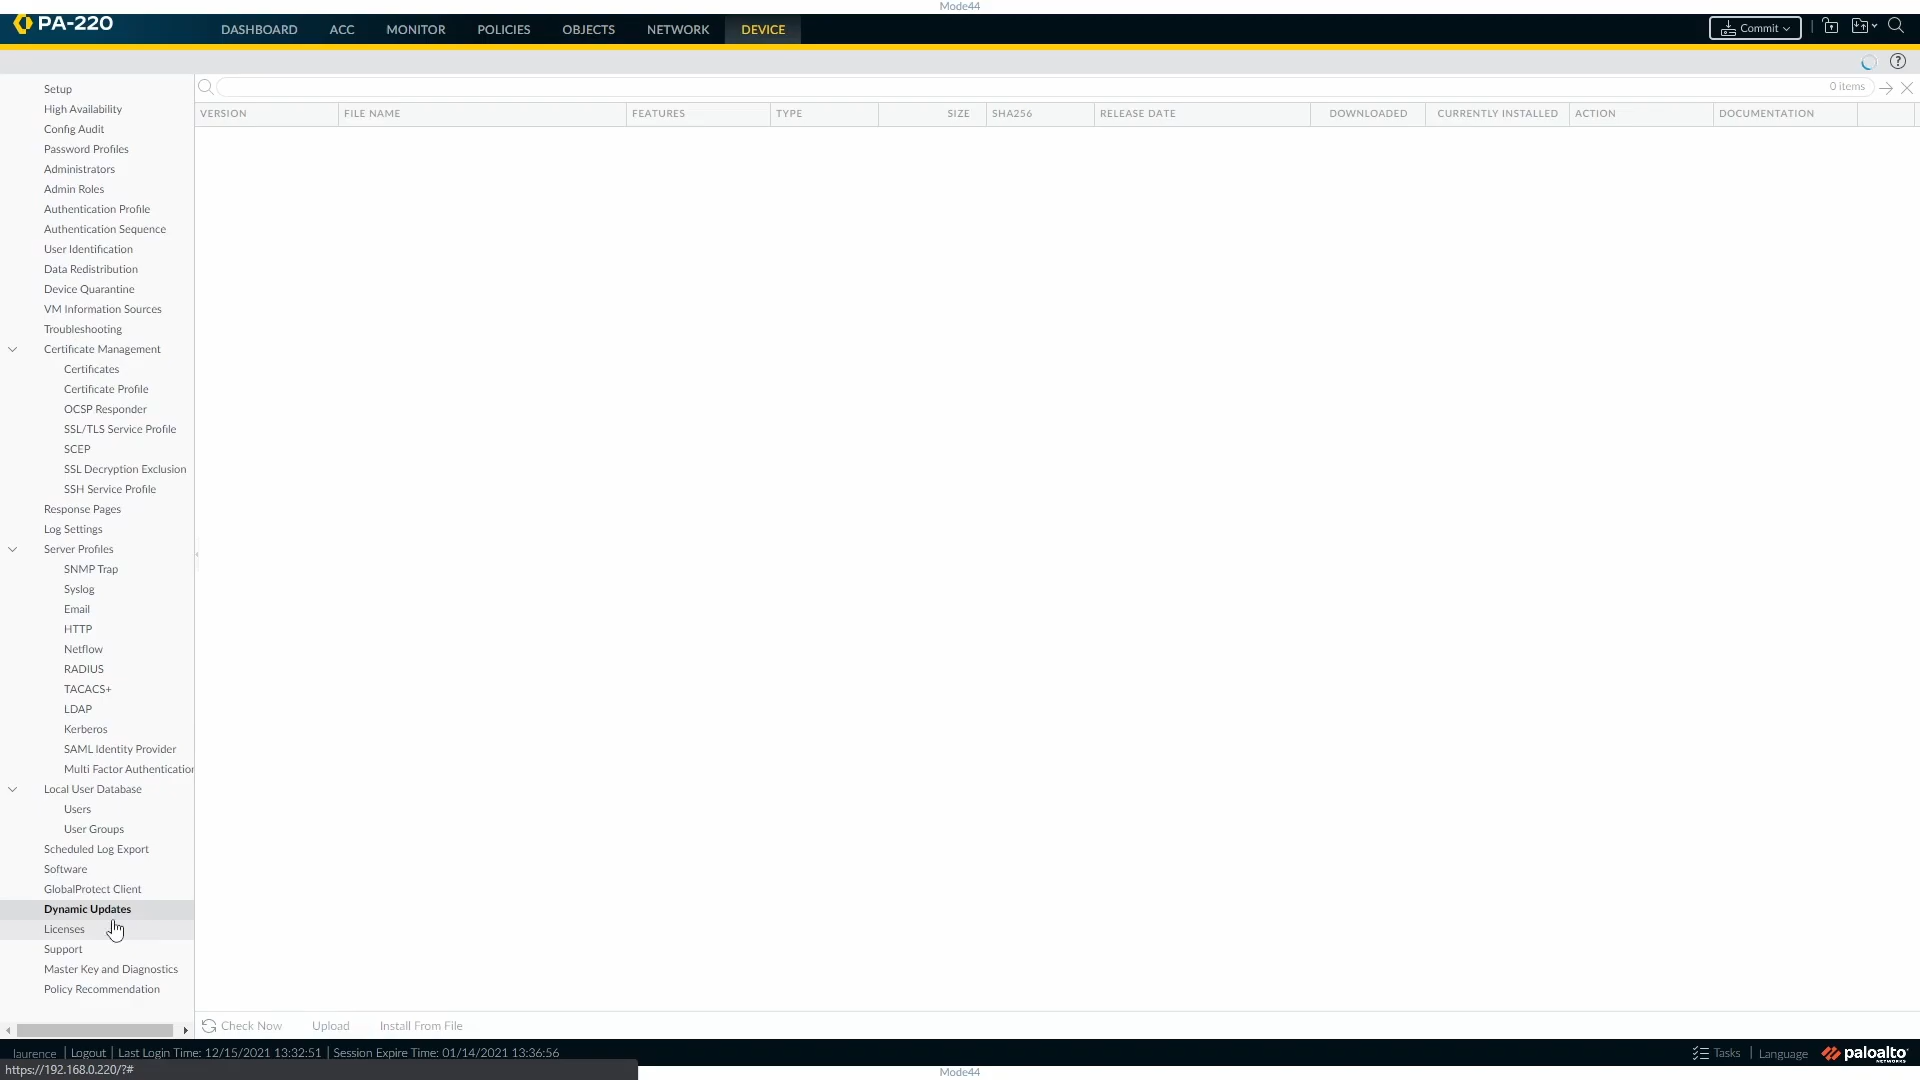 Mode44
PA-220
DASHBOARD ACC MONITOR POLICIES OBJECTS NETWORK DEVICE
Commit
0 items
VERSION FILE NAME FEATURES TYPE SIZE SHA256 RELEASE DATE DOWNLOADED CURRENTLY INSTALLED ACTION DOCUMENTATION
Setup
High Availability
Config Audit
Password Profiles
Administrators
Admin Roles
Authentication Profile
Authentication Sequence
User Identification
Data Redistribution
Device Quarantine
VM Information Sources
Troubleshooting
Certificate Management
Certificates
Certificate Profile
OCSP Responder
SSL/TLS Service Profile
SCEP
SSL Decryption Exclusion
SSH Service Profile
Response Pages
Log Settings
Server Profiles
SNMP Trap
Syslog
Email
HTTP
Netflow
RADIUS
TACACS+
LDAP
Kerberos
SAML Identity Provider
Multi Factor Authentication
Local User Database
Users
User Groups
Scheduled Log Export
Software
GlobalProtect Client
Dynamic Updates
Licenses
Support
Master Key and Diagnostics
Policy Recommendation
Check Now Upload Install From File
laurence | Logout | Last Login Time: 12/15/2021 13:32:51 | Session Expire Time: 01/14/2021 13:36:56
Tasks | Language paloalto NETWORKS
https://192.168.0.220/?#
Mode44